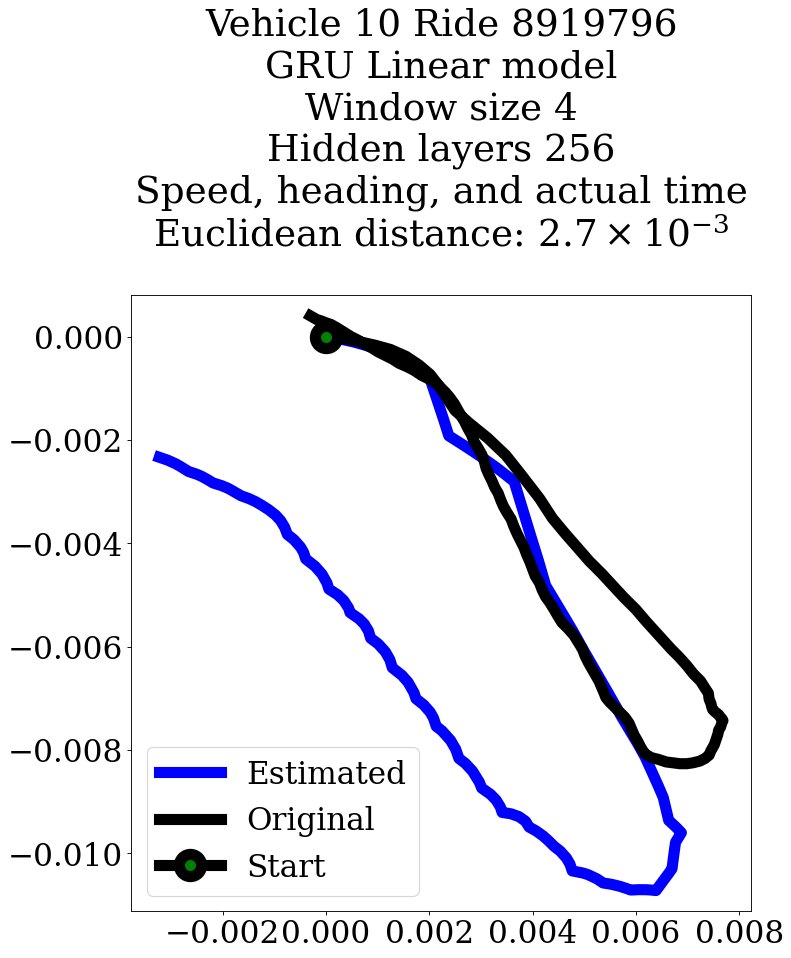 Vehicle 10 Ride 8919796
GRU Linear model
Window size 4
Hidden layers 256
Speed, heading, and actual time
Euclidean distance: 2.7 × 10⁻³
0.000
−0.002
−0.004
−0.006
−0.008
−0.010
Estimated
Original
Start
−0.002 0.000 0.002 0.004 0.006 0.008